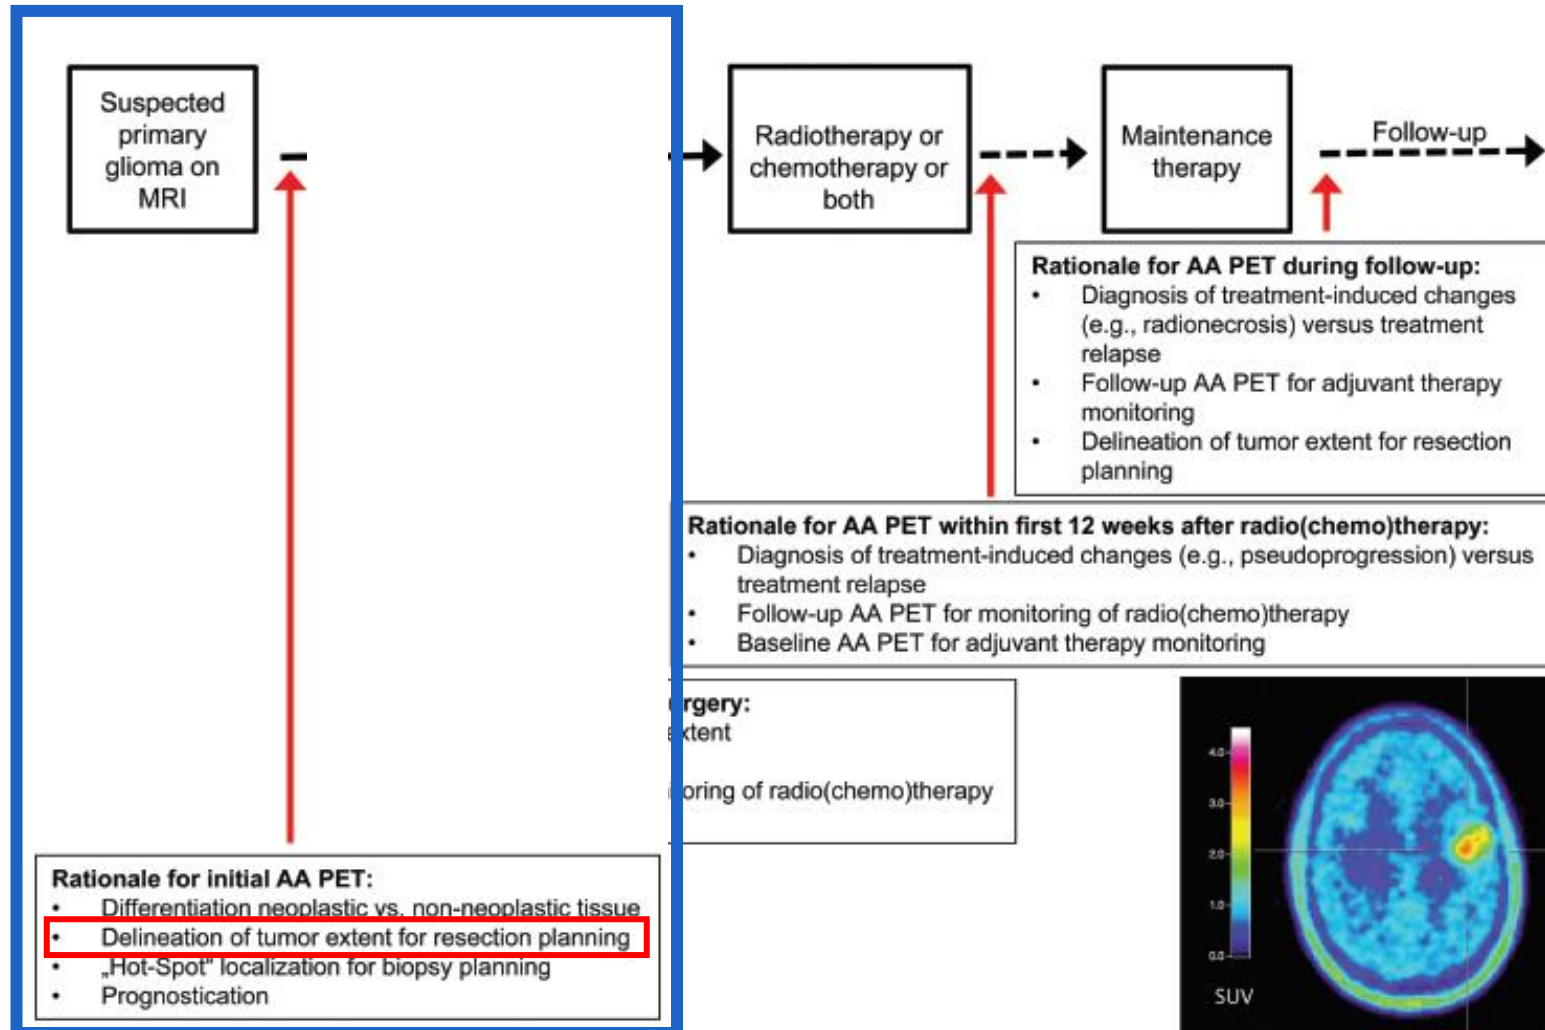 Suspected
primary
glioma on
MRI
Radiotherapy or
chemotherapy or
both
Maintenance
therapy
Follow-up
Rationale for AA PET during follow-up:
• Diagnosis of treatment-induced changes
(e.g., radionecrosis) versus treatment
relapse
• Follow-up AA PET for adjuvant therapy
monitoring
• Delineation of tumor extent for resection
planning
Rationale for AA PET within first 12 weeks after radio(chemo)therapy:
• Diagnosis of treatment-induced changes (e.g., pseudoprogression) versus
treatment relapse
• Follow-up AA PET for monitoring of radio(chemo)therapy
• Baseline AA PET for adjuvant therapy monitoring
rgery:
extent
oring of radio(chemo)therapy
Rationale for initial AA PET:
• Differentiation neoplastic vs. non-neoplastic tissue
• Delineation of tumor extent for resection planning
• „Hot-Spot" localization for biopsy planning
• Prognostication
4.0
3.0
2.0
1.0
0.0
SUV